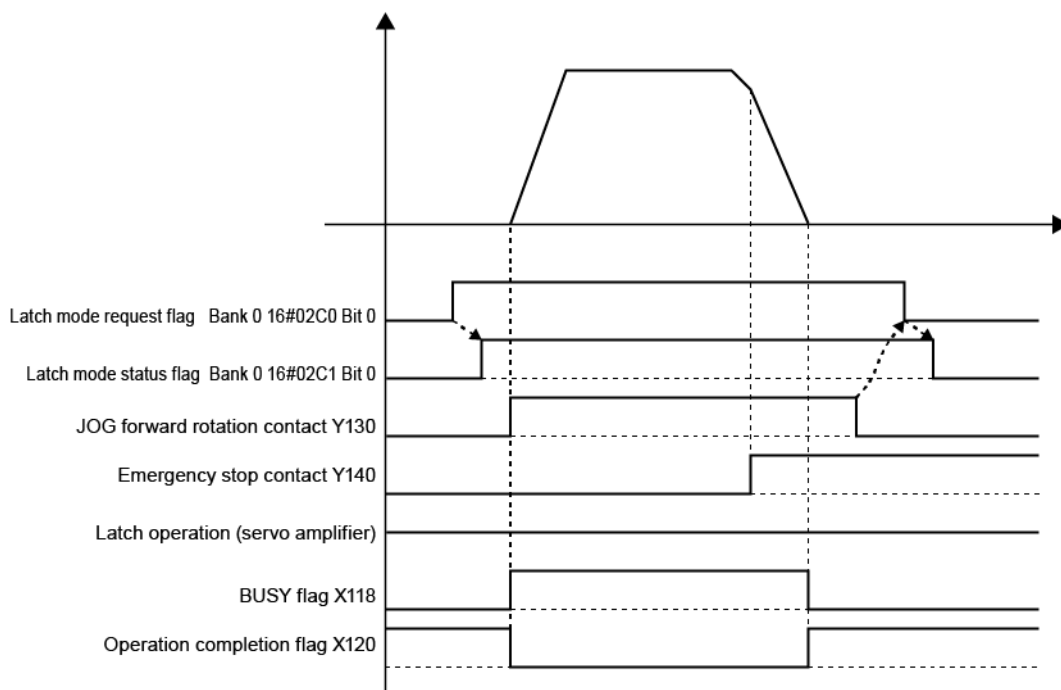 Latch mode request flag Bank 0 16#02C0 Bit 0
Latch mode status flag Bank 0 16#02C1 Bit 0
JOG forward rotation contact Y130
Emergency stop contact Y140
Latch operation (servo amplifier)
BUSY flag X118
Operation completion flag X120